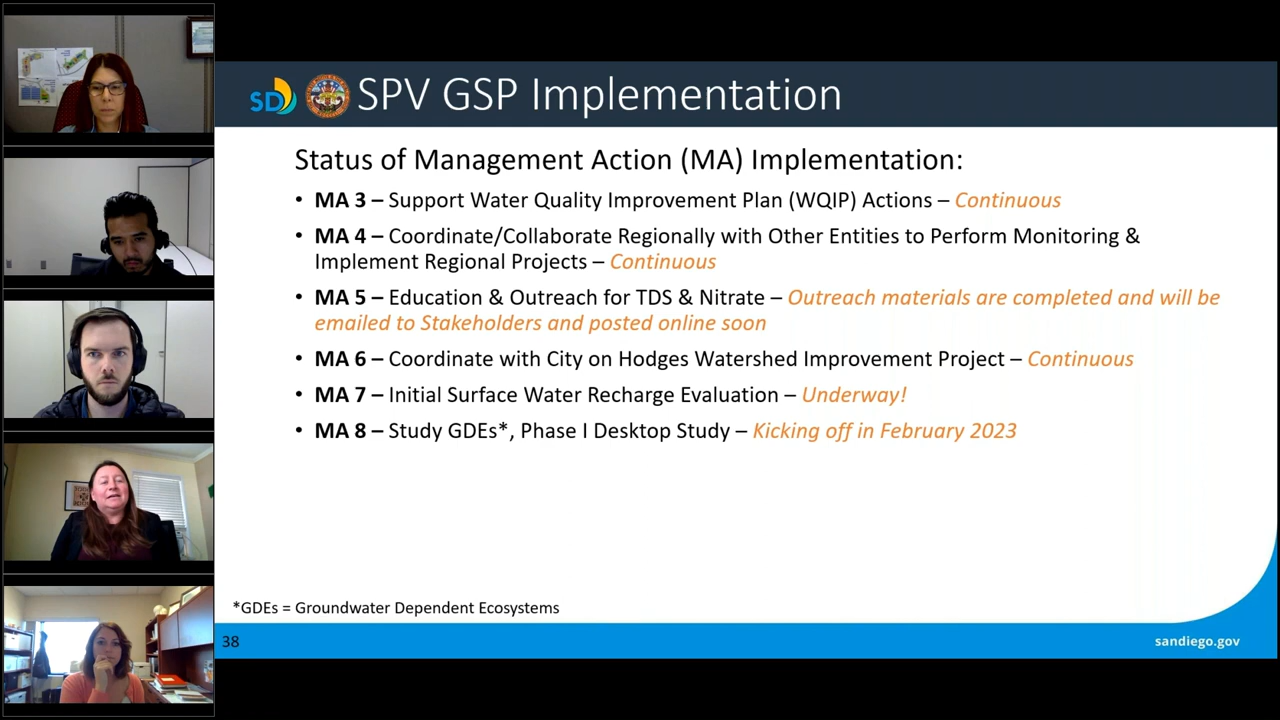 SD SPV GSP Implementation
Status of Management Action (MA) Implementation:
• MA 3 – Support Water Quality Improvement Plan (WQIP) Actions – Continuous
• MA 4 – Coordinate/Collaborate Regionally with Other Entities to Perform Monitoring &
Implement Regional Projects – Continuous
• MA 5 – Education & Outreach for TDS & Nitrate – Outreach materials are completed and will be
emailed to Stakeholders and posted online soon
• MA 6 – Coordinate with City on Hodges Watershed Improvement Project – Continuous
• MA 7 – Initial Surface Water Recharge Evaluation – Underway!
• MA 8 – Study GDEs*, Phase I Desktop Study – Kicking off in February 2023
*GDEs = Groundwater Dependent Ecosystems
38
sandiego.gov